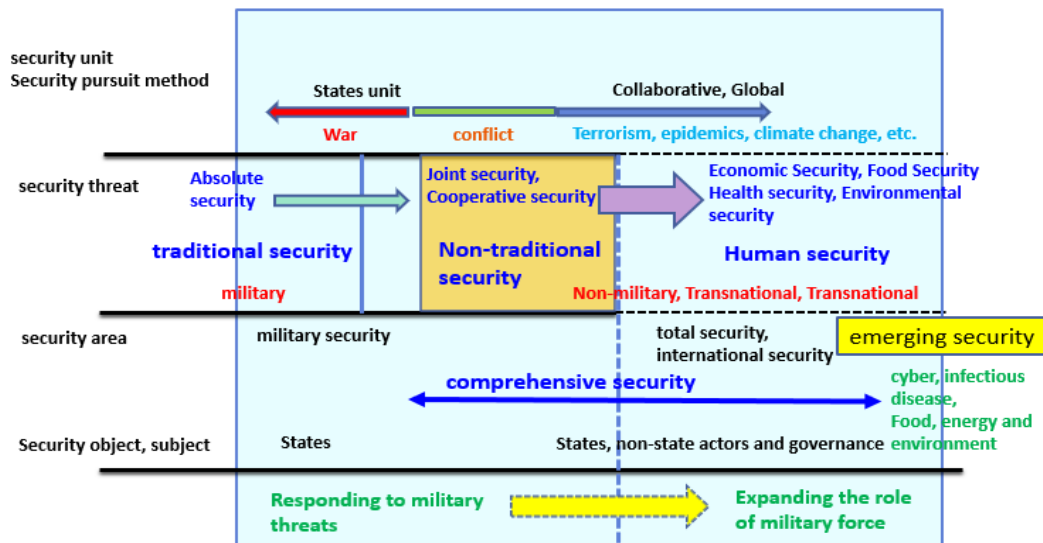 security unit
Security pursuit method
States unit
Collaborative, Global
War
conflict
Terrorism, epidemics, climate change, etc.
security threat
Absolute
security
Joint security,
Cooperative security
Economic Security, Food Security
Health security, Environmental
security
traditional security
Non-traditional
security
Human security
military
Non-military, Transnational, Transnational
security area
military security
total security,
international security
emerging security
comprehensive security
cyber, infectious
disease,
Food, energy and
environment
Security object, subject
States
States, non-state actors and governance
Responding to military
threats
Expanding the role
of military force